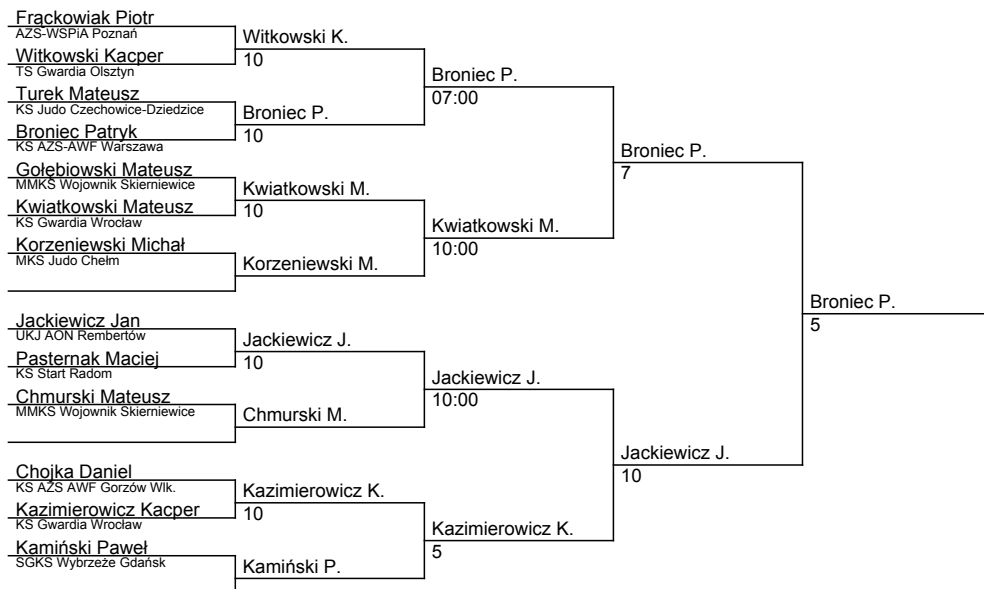 Frąckowiak Piotr
AZS-WSPiA Poznań
Witkowski K.
10
Witkowski Kacper
TS Gwardia Olsztyn
Broniec P.
07:00
Turek Mateusz
KS Judo Czechowice-Dziedzice
Broniec P.
10
Broniec Patryk
KS AZS-AWF Warszawa
Broniec P.
7
Gołębiowski Mateusz
MMKS Wojownik Skierniewice
Kwiatkowski M.
10
Kwiatkowski Mateusz
KS Gwardia Wrocław
Kwiatkowski M.
10:00
Korzeniewski Michał
MKS Judo Chełm
Korzeniewski M.
Broniec P.
5
Jackiewicz Jan
UKJ AON Rembertów
Jackiewicz J.
10
Pasternak Maciej
KS Start Radom
Jackiewicz J.
10:00
Chmurski Mateusz
MMKS Wojownik Skierniewice
Chmurski M.
Jackiewicz J.
10
Chojka Daniel
KS AZS AWF Gorzów Wlk.
Kazimierowicz K.
10
Kazimierowicz Kacper
KS Gwardia Wrocław
Kazimierowicz K.
5
Kamiński Paweł
SGKS Wybrzeże Gdańsk
Kamiński P.